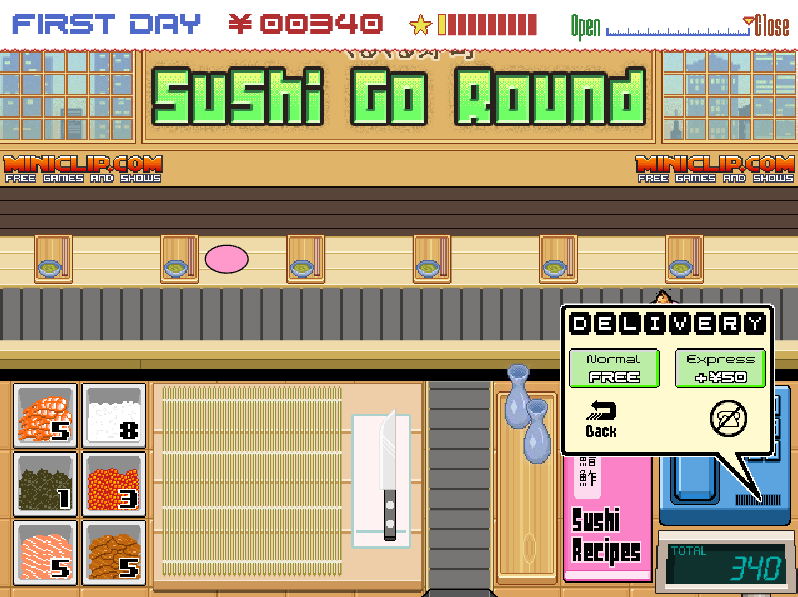 FIRST DAY ¥00340 Open Close
Sushi Go Round
MINICLIP.COM
FREE GAMES AND SHOWS
MINICLIP.COM
FREE GAMES AND SHOWS
DELIVERY
Normal
FREE
Express
+¥50
Back
5
8
1
3
5
5
作
Sushi
Recipes
TOTAL
340